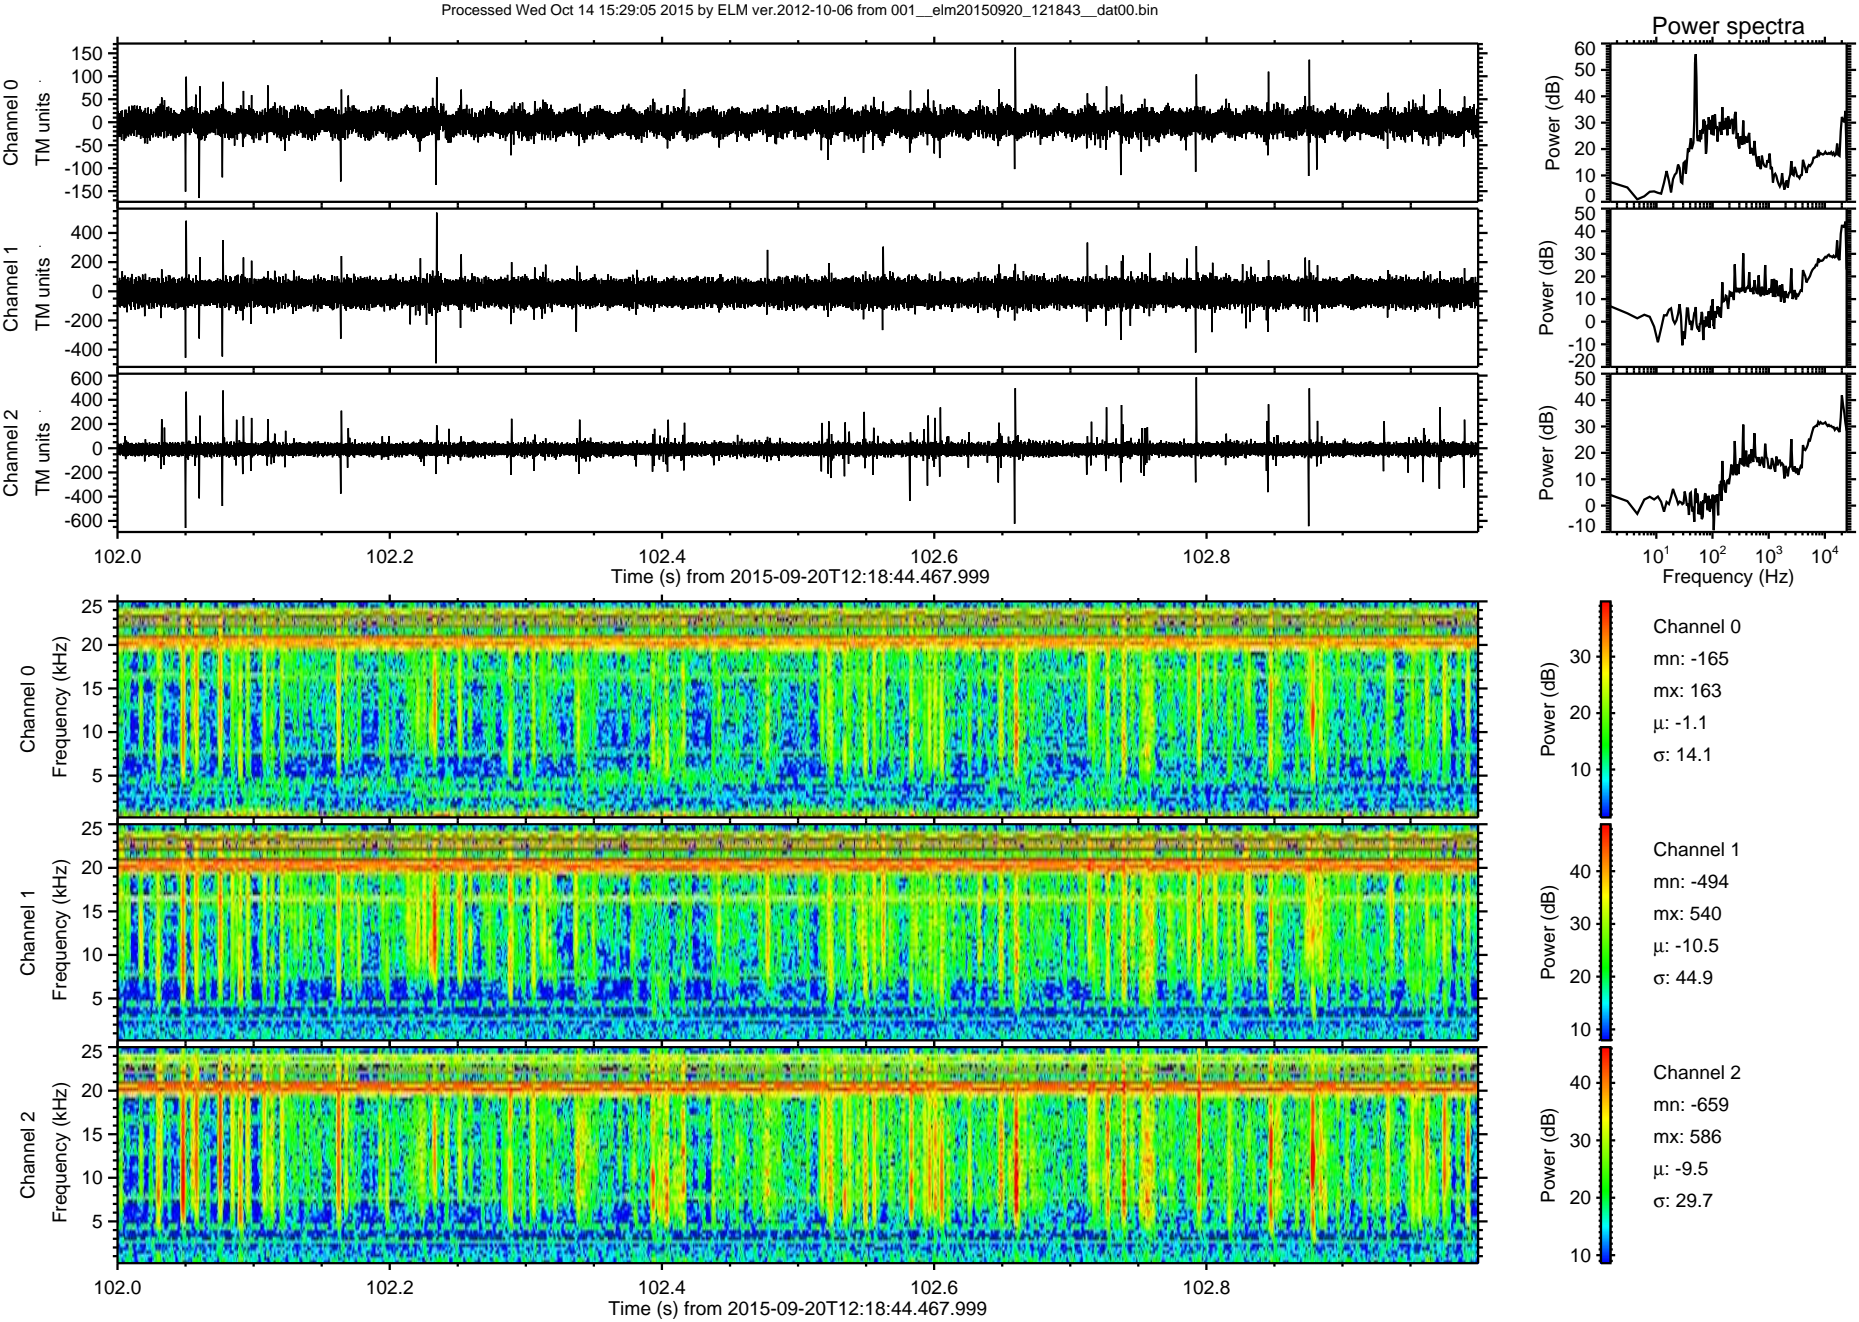 Processed Wed Oct 14 15:29:05 2015 by ELM ver.2012-10-06 from 001__elm20150920_121843__dat00.bin
Power spectra
Channel 0
TM units
150
100
50
0
-50
-100
-150
Power (dB)
60
50
40
30
20
10
0
Channel 1
TM units
400
200
0
-200
-400
Power (dB)
50
40
30
20
10
0
-10
-20
Channel 2
TM units
600
400
200
0
-200
-400
-600
Power (dB)
50
40
30
20
10
0
-10
102.0 102.2 102.4 102.6 102.8
Time (s) from 2015-09-20T12:18:44.467.999
10^1 10^2 10^3 10^4
Frequency (Hz)
Channel 0
Frequency (kHz)
25
20
15
10
5
Power (dB)
30
20
10
Channel 0
mn: -165
mx: 163
μ: -1.1
σ: 14.1
Channel 1
Frequency (kHz)
25
20
15
10
5
Power (dB)
40
30
20
10
Channel 1
mn: -494
mx: 540
μ: -10.5
σ: 44.9
Channel 2
Frequency (kHz)
25
20
15
10
5
Power (dB)
40
30
20
10
Channel 2
mn: -659
mx: 586
μ: -9.5
σ: 29.7
102.0 102.2 102.4 102.6 102.8
Time (s) from 2015-09-20T12:18:44.467.999